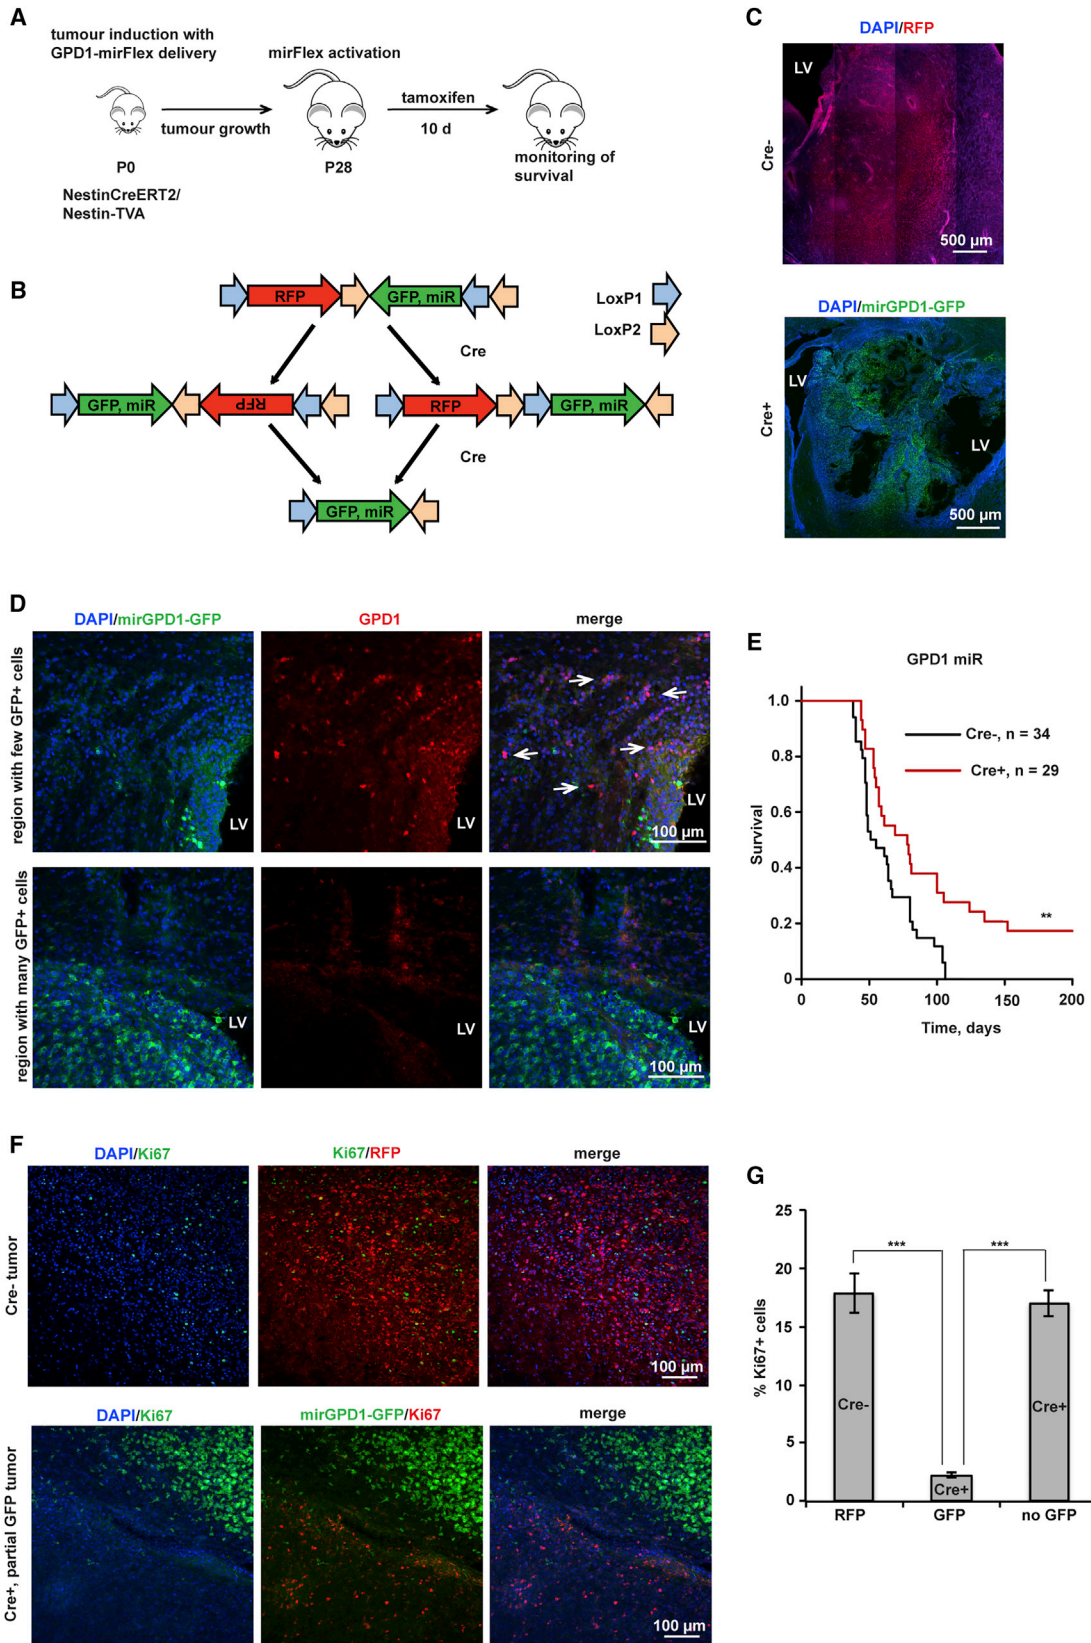 A
tumour induction with
GPD1-mirFlex delivery
mirFlex activation
tamoxifen
tumour growth
10 d
P0
P28
monitoring of
survival
NestinCreERT2/
Nestin-TVA
B
RFP
GFP, miR
LoxP1
LoxP2
Cre
GFP, miR
RFP
RFP
GFP, miR
Cre
GFP, miR
C
DAPI/RFP
LV
Cre-
500 µm
DAPI/mirGPD1-GFP
LV
LV
Cre+
500 µm
D
DAPI/mirGPD1-GFP
GPD1
merge
region with few GFP+ cells
LV
LV
LV
100 µm
region with many GFP+ cells
LV
LV
LV
100 µm
E
GPD1 miR
1.0
0.8
0.6
0.4
0.2
0
Survival
Cre-, n = 34
Cre+, n = 29
**
0
50
100
150
200
Time, days
F
DAPI/Ki67
Ki67/RFP
merge
Cre- tumor
100 µm
DAPI/Ki67
mirGPD1-GFP/Ki67
merge
Cre+, partial GFP tumor
100 µm
G
25
20
15
10
5
0
% Ki67+ cells
***
***
Cre-
Cre+
Cre+
RFP
GFP
no GFP